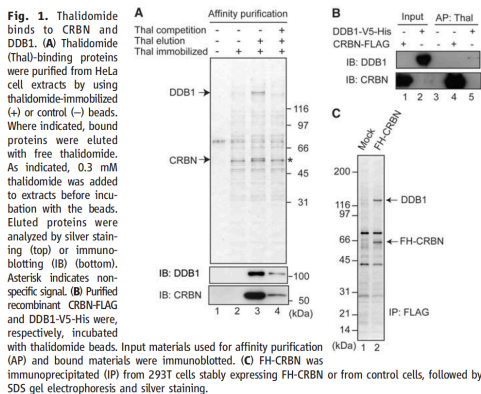 Fig. 1. Thalidomide
binds to CRBN and
DDB1. (A) Thalidomide
(Thal)-binding proteins
were purified from HeLa
cell extracts by using
thalidomide-immobilized
(+) or control (−) beads.
Where indicated, bound
proteins were eluted
with free thalidomide.
As indicated, 0.3 mM
thalidomide was added
to extracts before incu-
bation with the beads.
Eluted proteins were
analyzed by silver stain-
ing (top) or immuno-
blotting (IB) (bottom).
Asterisk indicates non-
specific signal. (B) Purified
recombinant CRBN-FLAG
and DDB1-V5-His were,
respectively, incubated
with thalidomide beads. Input materials used for affinity purification
(AP) and bound materials were immunoblotted. (C) FH-CRBN was
immunoprecipitated (IP) from 293T cells stably expressing FH-CRBN or from control cells, followed by
SDS gel electrophoresis and silver staining.
A
Affinity purification
Thal competition - - - +
Thal elution - - + +
Thal immobilized - + + +
DDB1
116
97
66
CRBN
*
45
31
IB: DDB1
100
IB: CRBN
50
1 2 3 4 (kDa)
B
Input AP: Thal
DDB1-V5-His - + - - +
CRBN-FLAG + - - + -
IB: DDB1
IB: CRBN
1 2 3 4 5
C
Mock
FH-CRBN
200
116
DDB1
97
66
FH-CRBN
45
31
21
IP: FLAG
14
(kDa) 1 2